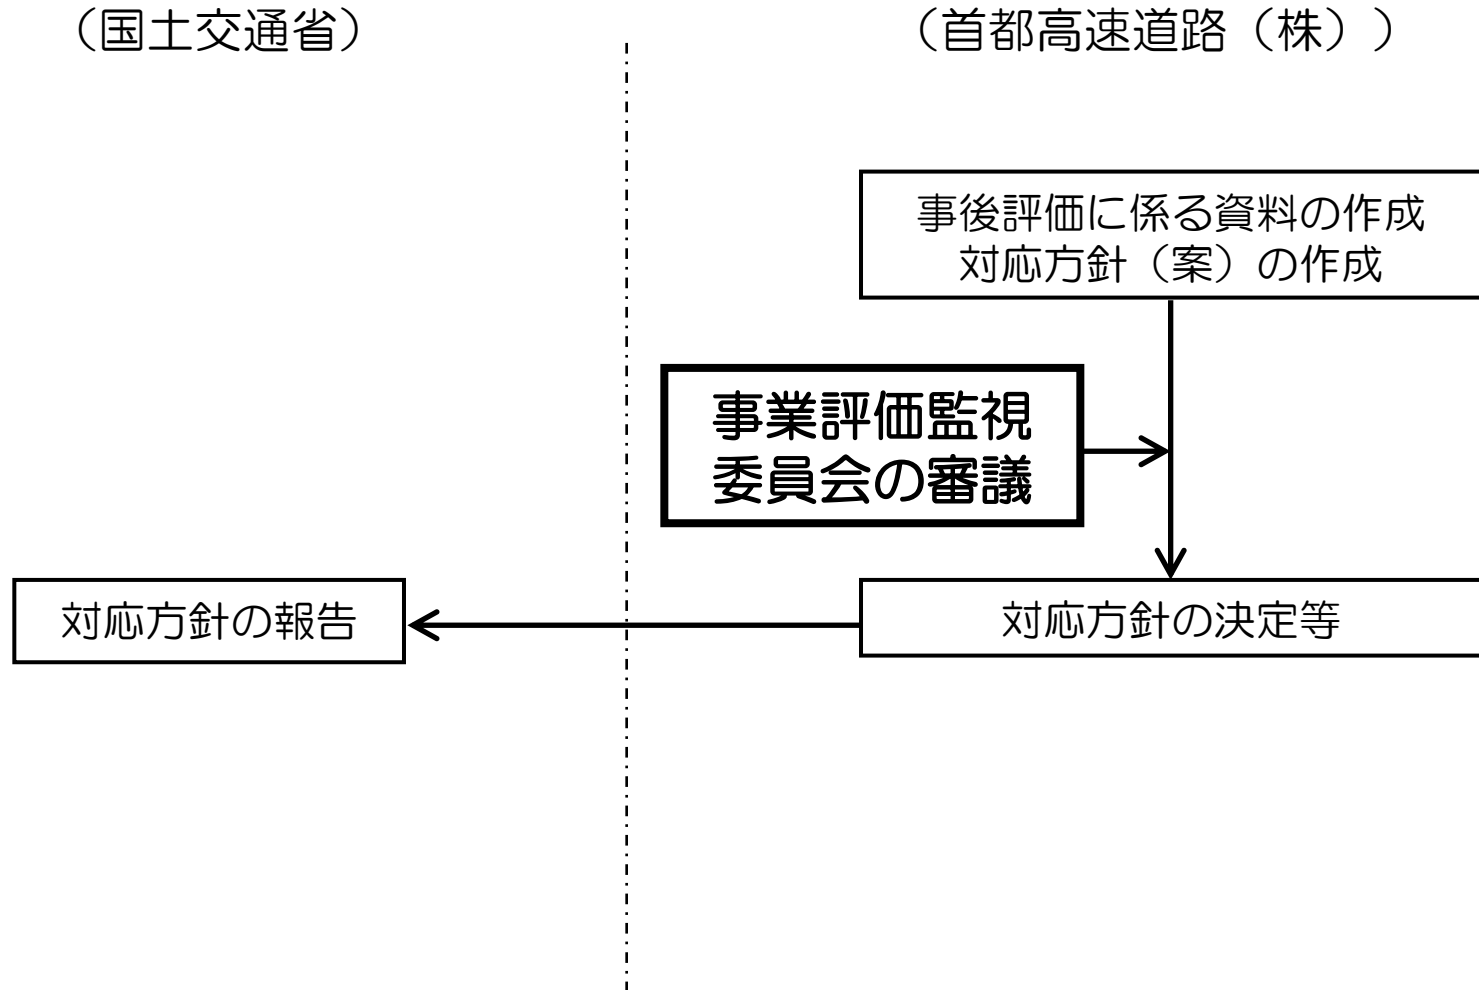 （国土交通省）
（首都高速道路（株））
事後評価に係る資料の作成
対応方針（案）の作成
事業評価監視
委員会の審議
対応方針の報告
対応方針の決定等